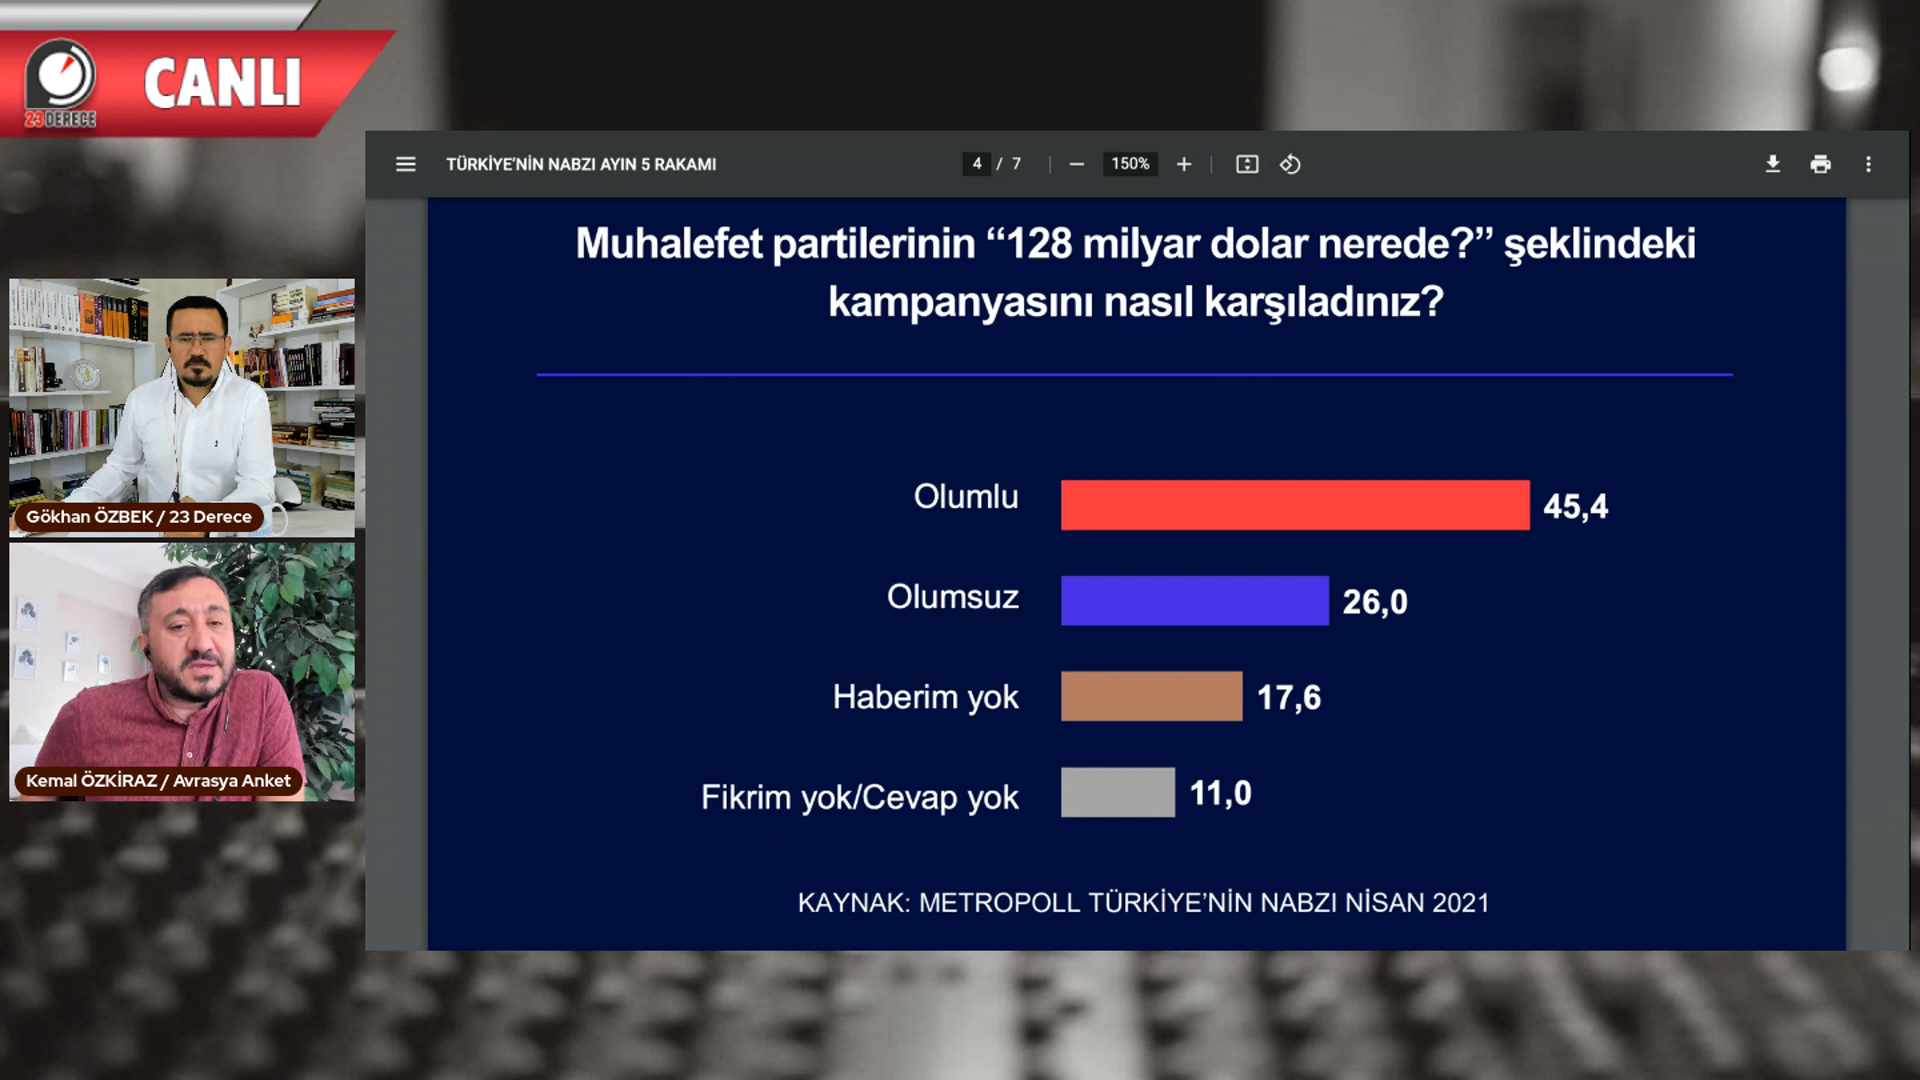 CANLI
23DERECE
TÜRKİYE'NİN NABZI AYIN 5 RAKAMI
4 / 7
150%
Muhalefet partilerinin “128 milyar dolar nerede?” şeklindeki
kampanyasını nasıl karşıladınız?
Olumlu 45,4
Olumsuz 26,0
Haberim yok 17,6
Fikrim yok/Cevap yok 11,0
KAYNAK: METROPOLL TÜRKİYE'NİN NABZI NİSAN 2021
Gökhan ÖZBEK / 23 Derece
Kemal ÖZKİRAZ / Avrasya Anket